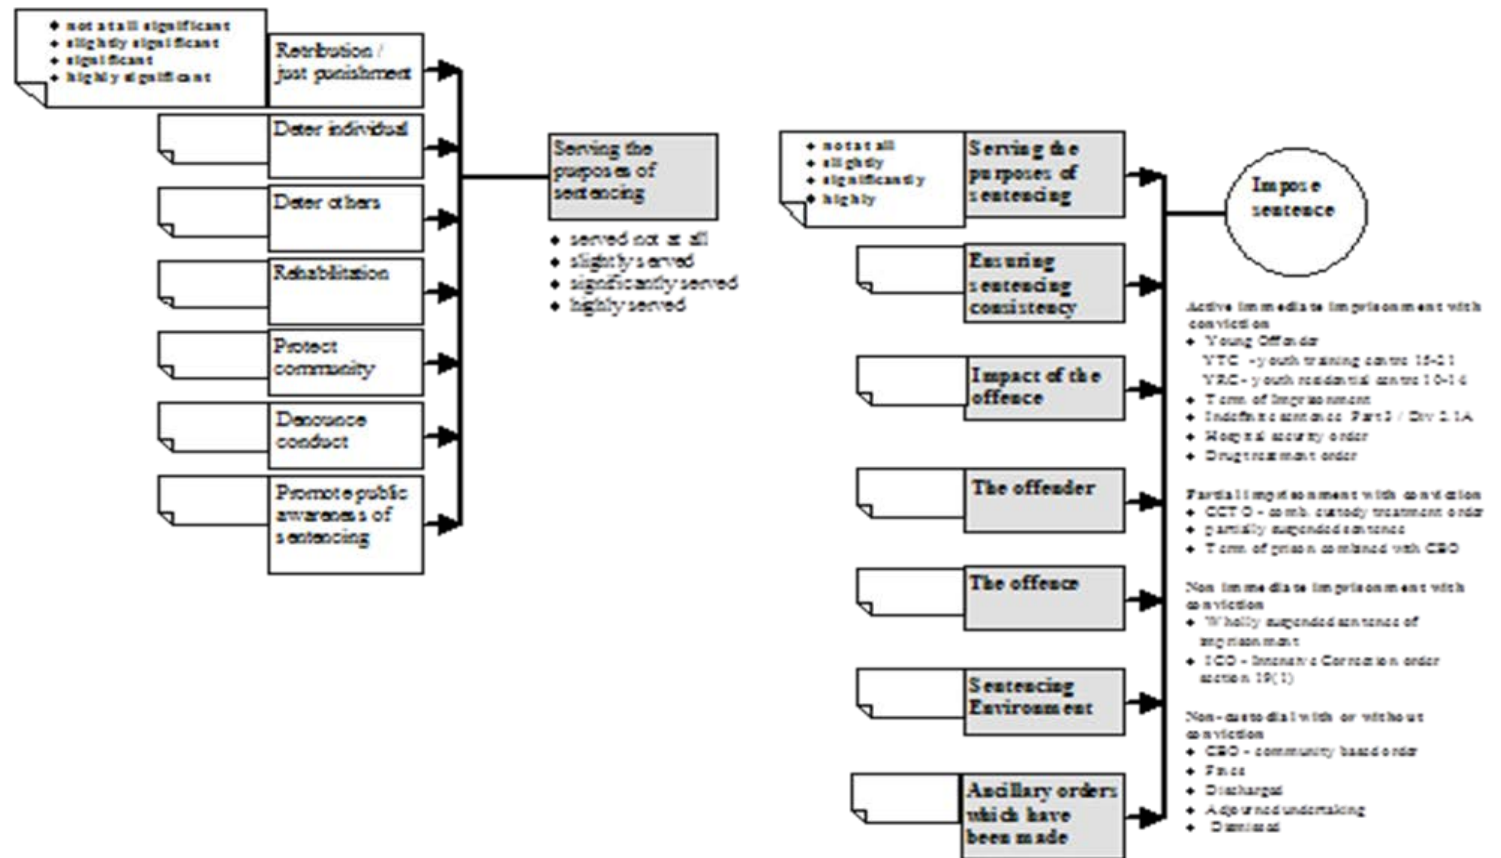 not at all significant
slightly significant
significant
highly significant
Retribution /
just punishment
Deter individual
Deter others
Rehabilitation
Protect
community
Denounce
conduct
Promote public
awareness of
sentencing
Serving the
purposes of
sentencing
served not at all
slightly served
significantly served
highly served
not at all
slightly
significantly
highly
Serving the
purposes of
sentencing
Ensuring
sentencing
consistency
Impact of the
offence
The offender
The offence
Sentencing
Environment
Ancillary orders
which have
been made
Impose
sentence
Active immediate imprisonment with
conviction
Young Offender
YTC - youth training centre 15-21
YRC - youth residential centre 10-14
Term of Imprisonment
Indefinite sentence Part 3 / Div 2.1A
Hospital security order
Drug treatment order
Partial imprisonment with conviction
CCTO - comb. custody treatment order
partially suspended sentence
Term of prison combined with CBO
Non immediate imprisonment with
conviction
Wholly suspended sentence of
imprisonment
ICO - Intensive Correction order
section 19(1)
Non-custodial with or without
conviction
CBO - community based order
Fines
Discharged
Adjourned undertaking
Dismissed